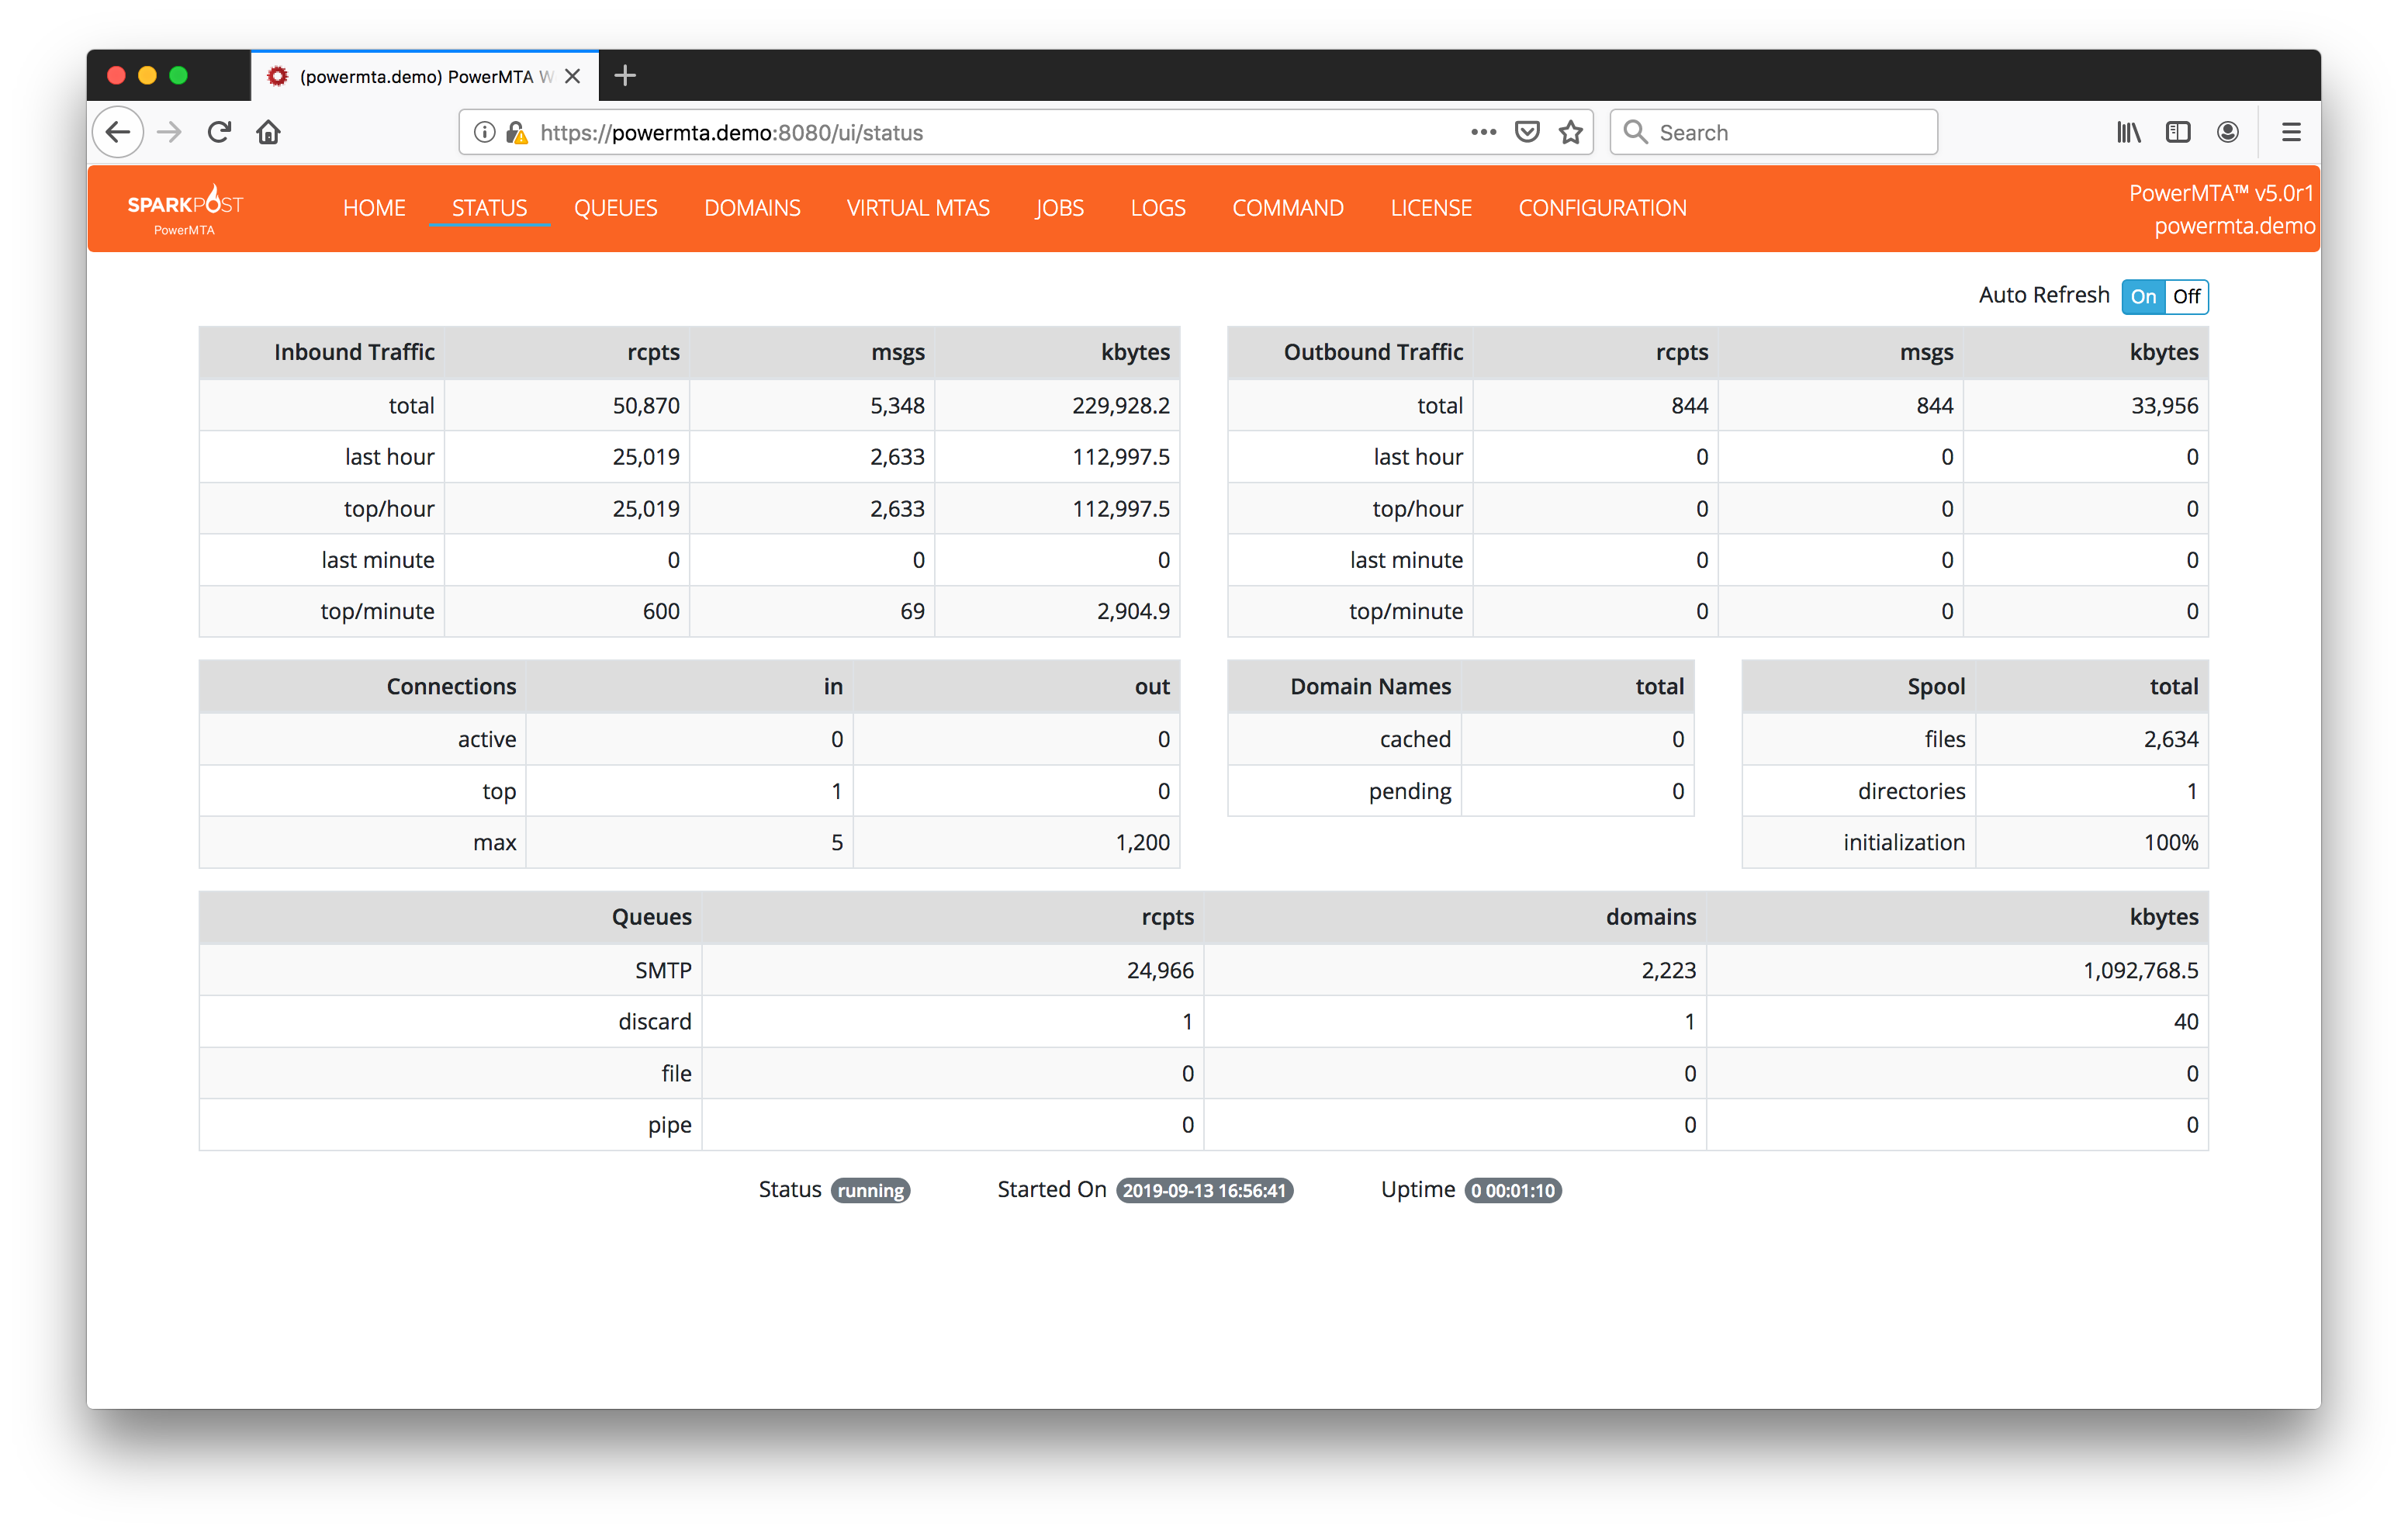 (powermta.demo) PowerMTA W
https://powermta.demo:8080/ui/status
Search
SPARKPOST
PowerMTA
HOME STATUS QUEUES DOMAINS VIRTUAL MTAS JOBS LOGS COMMAND LICENSE CONFIGURATION
PowerMTA™ v5.0r1
powermta.demo
Auto Refresh On Off
Inbound Traffic rcpts msgs kbytes
total 50,870 5,348 229,928.2
last hour 25,019 2,633 112,997.5
top/hour 25,019 2,633 112,997.5
last minute 0 0 0
top/minute 600 69 2,904.9
Outbound Traffic rcpts msgs kbytes
total 844 844 33,956
last hour 0 0 0
top/hour 0 0 0
last minute 0 0 0
top/minute 0 0 0
Connections in out
active 0 0
top 1 0
max 5 1,200
Domain Names total
cached 0
pending 0
Spool total
files 2,634
directories 1
initialization 100%
Queues rcpts domains kbytes
SMTP 24,966 2,223 1,092,768.5
discard 1 1 40
file 0 0 0
pipe 0 0 0
Status running Started On 2019-09-13 16:56:41 Uptime 0 00:01:10